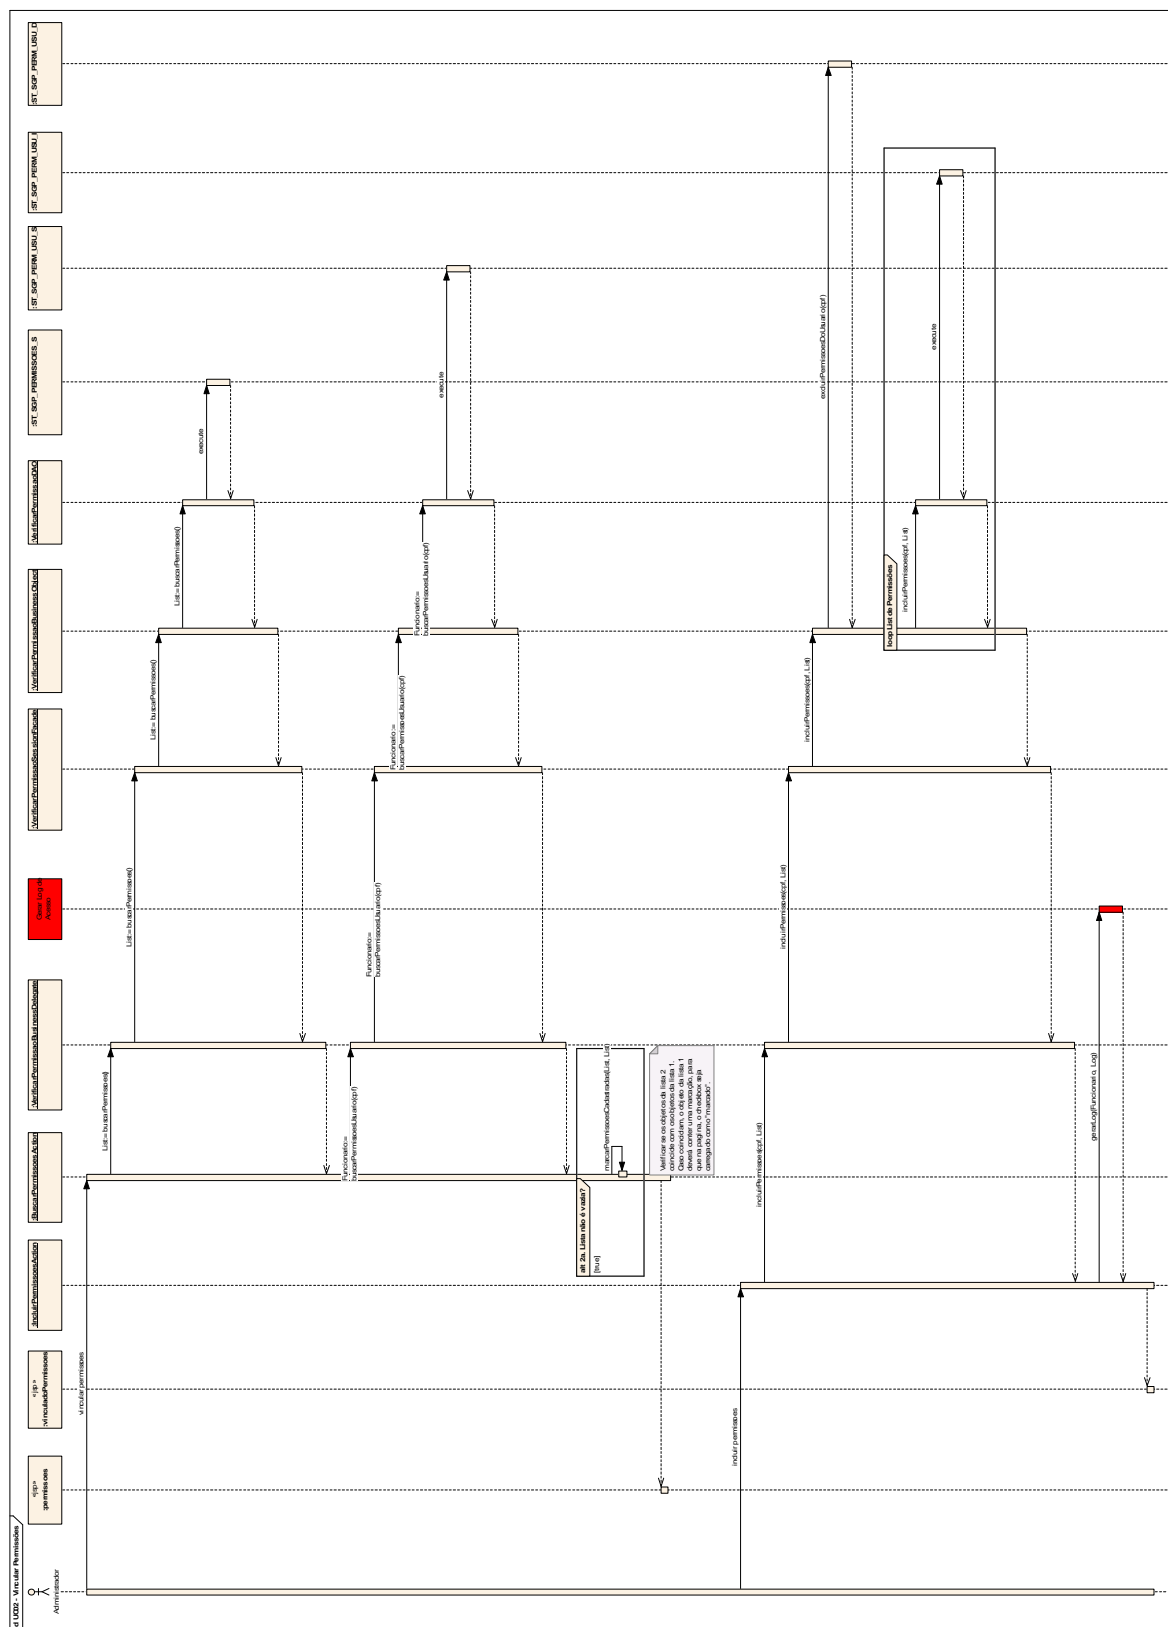 d UC02 - Vincular Permissões
Administrador
«jsp»
:permissoes
«jsp»
:vinculadoPermissoes
:IncluirPermissoesAction
:BuscarPermissoesAction
:VerificarPermissaoBusinessDelegate
Gerar Log de
Acesso
:VerificarPermissaoSessionFacade
:VerificarPermissaoBusinessObject
:VerificarPermissaoDAO
:ST_SGP_PERMISSOES_S
:ST_SGP_PERM_USU_S
:ST_SGP_PERM_USU_I
:ST_SGP_PERM_USU_D
vincular permissoes
List:= buscarPermissoes()
List:= buscarPermissoes()
List:= buscarPermissoes()
List:= buscarPermissoes()
execute
Funcionario:=
buscarPermissoesUsuario(cpf)
Funcionario:=
buscarPermissoesUsuario(cpf)
Funcionario:=
buscarPermissoesUsuario(cpf)
Funcionario:=
buscarPermissoesUsuario(cpf)
execute
alt 2a. Lista não é vazia?
[true]
marcarPermissoesCadastradas(List, List)
Verificar se os objetos da lista 2
coincide com os objetos da lista 1.
Caso coincidam, o objeto da lista 1
deverá conter uma marcação, para
que na pagina, o checkbox seja
carregado como "marcado".
incluir permissoes
incluirPermissoes(cpf, List)
incluirPermissoes(cpf, List)
incluirPermissoes(cpf, List)
excluirPermissoesDoUsuario(cpf)
loop List de Permissões
incluirPermissoes(cpf, List)
execute
gerarLog(Funcionario, Log)